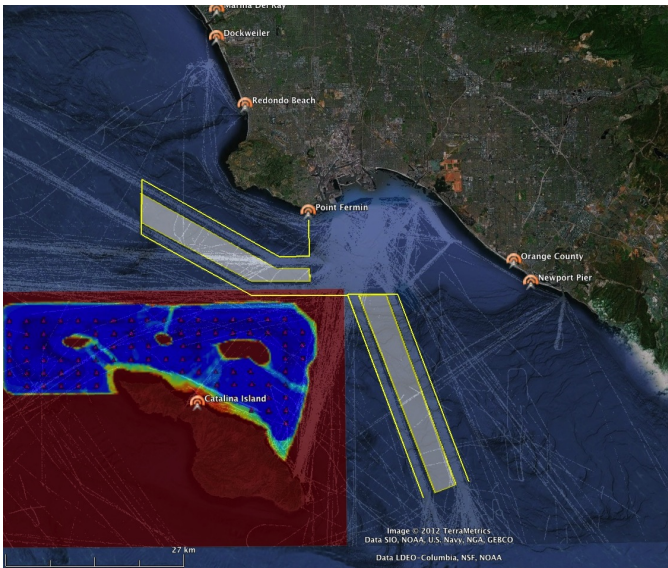 Marina Del Ray
Dockweiler
Redondo Beach
Point Fermin
Orange County
Newport Pier
Catalina Island
Image © 2012 TerraMetrics
Data SIO, NOAA, U.S. Navy, NGA, GEBCO
27 km
Data LDEO-Columbia, NSF, NOAA